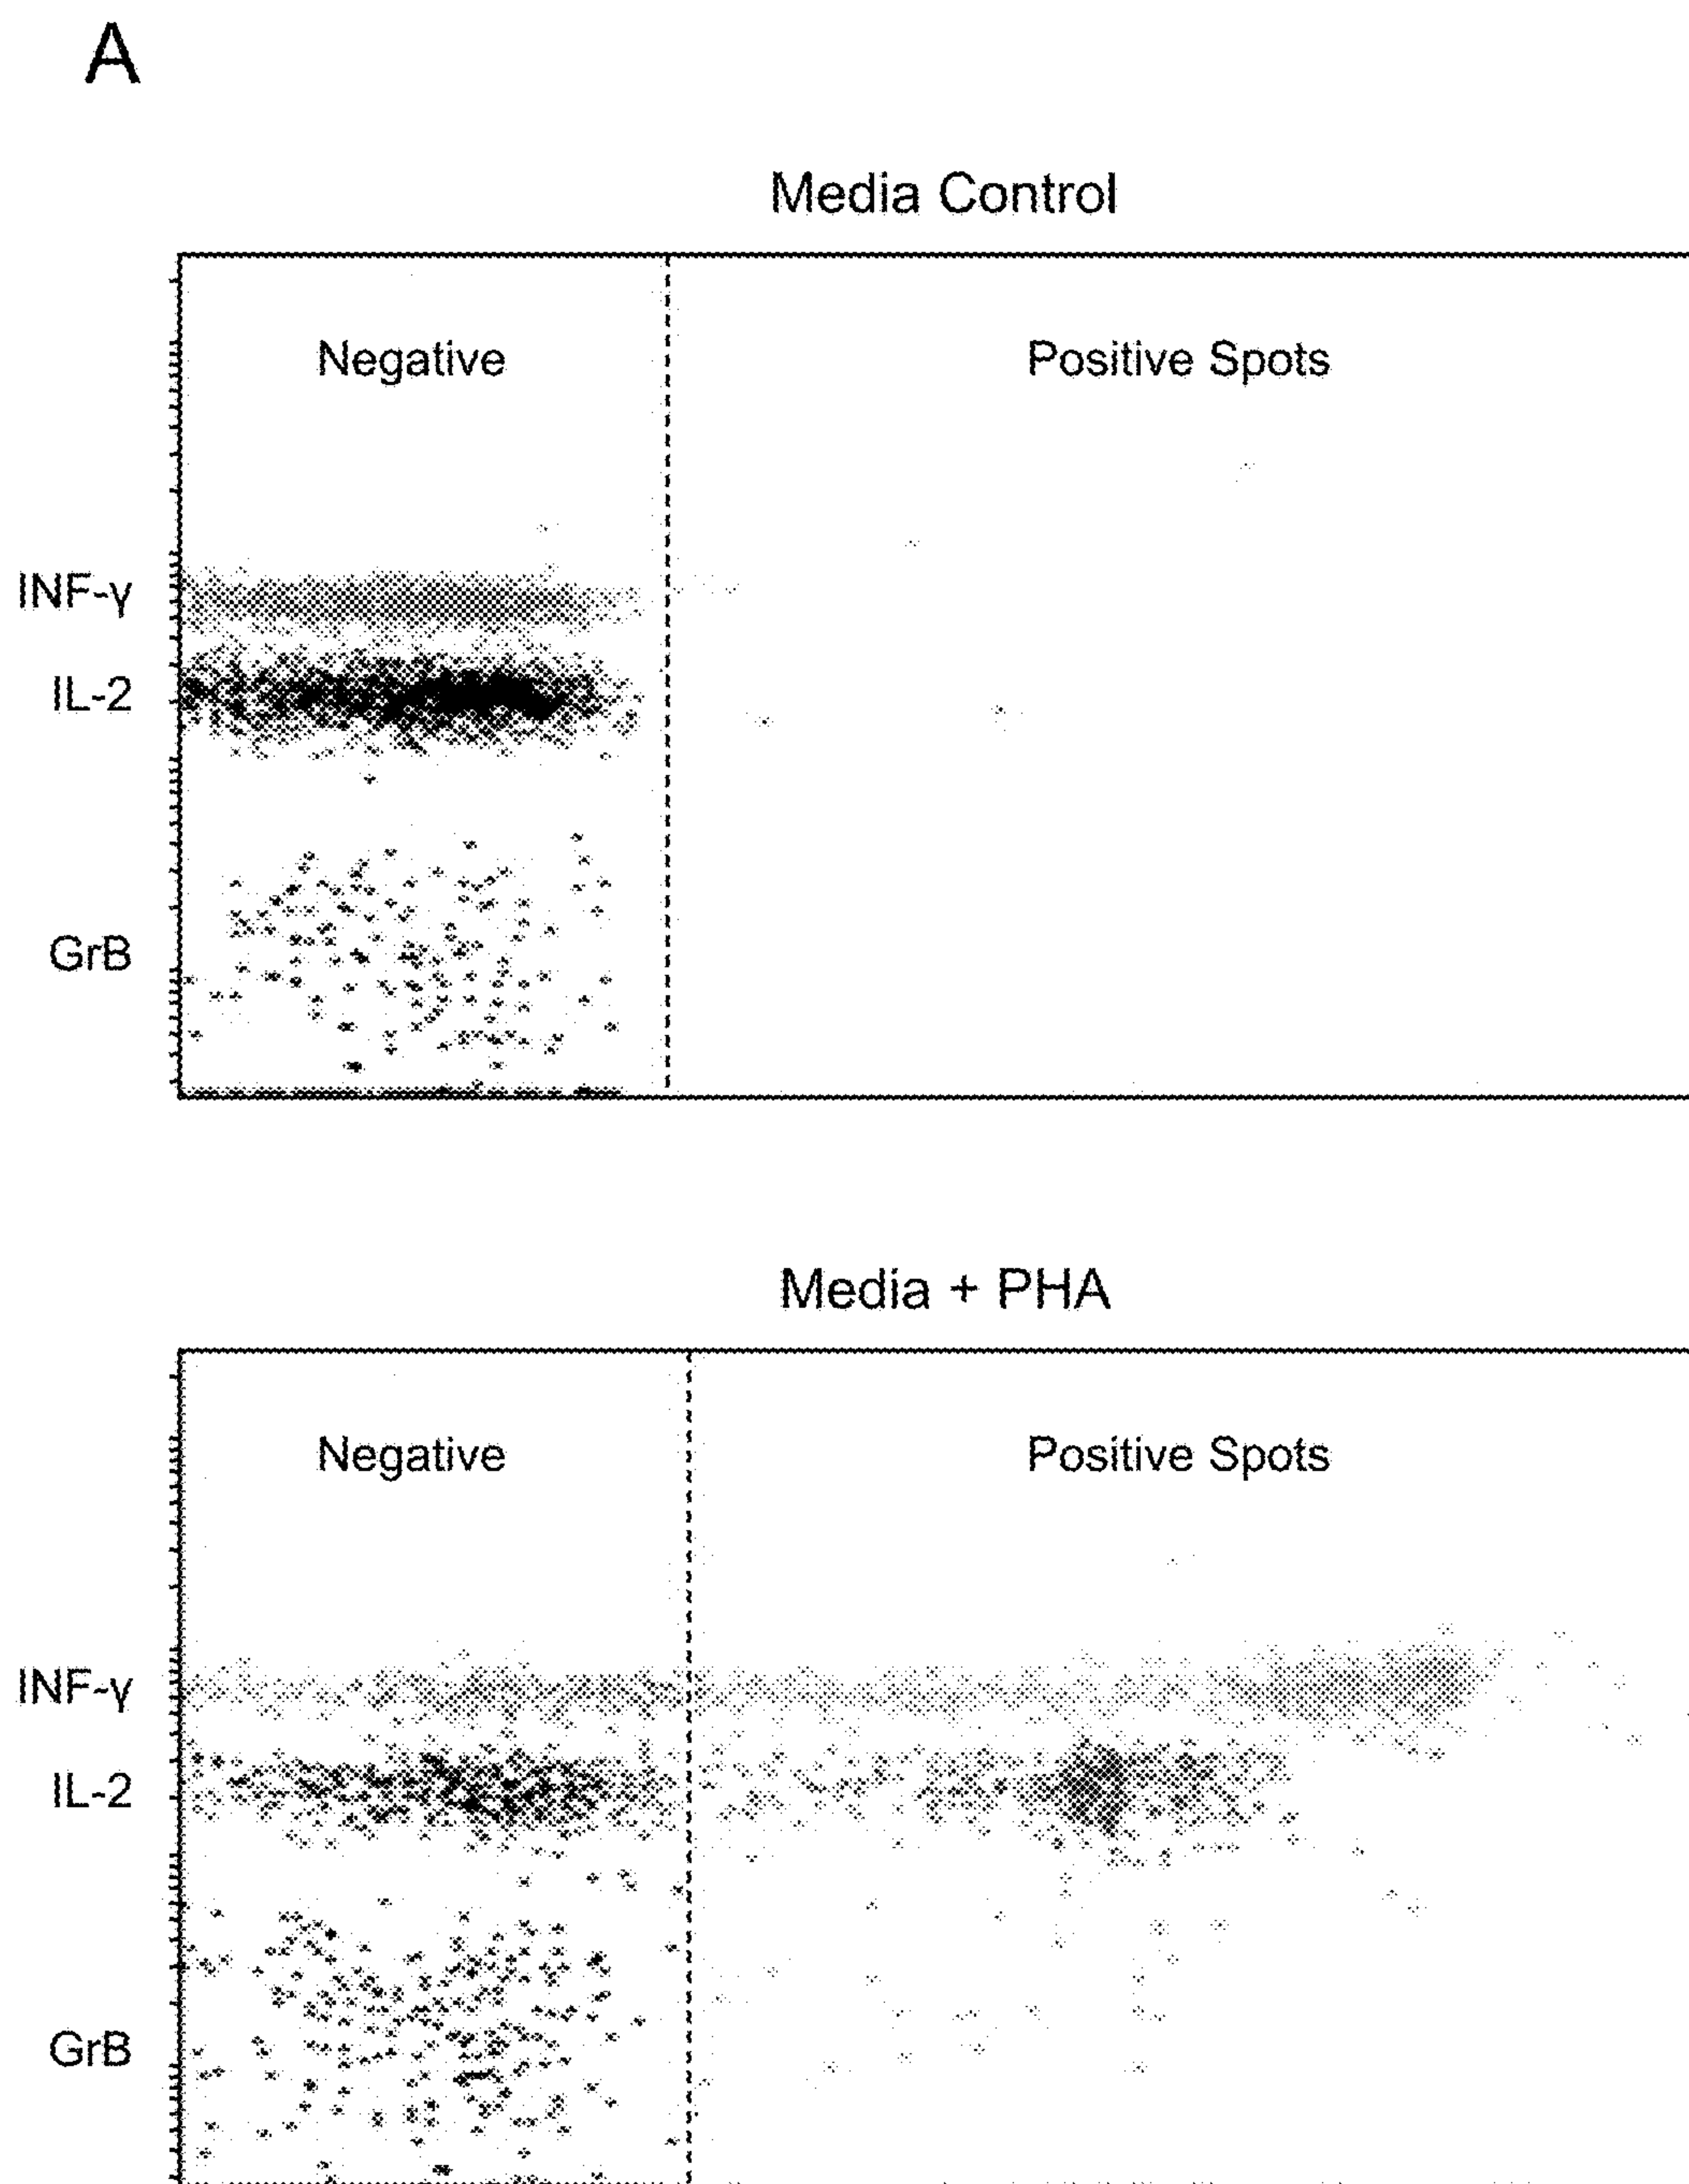 A
Media Control
Negative
Positive Spots
INF-γ
IL-2
GrB
Media + PHA
Negative
Positive Spots
INF-γ
IL-2
GrB